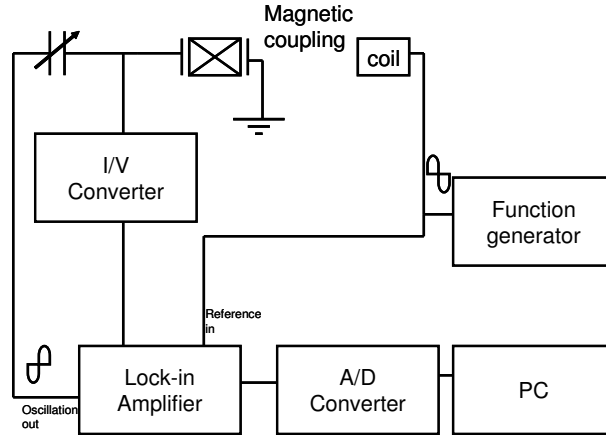 Magnetic
coupling
coil
I/V
Converter
Function
generator
Reference
in
Lock-in
Amplifier
A/D
Converter
PC
Oscillation
out